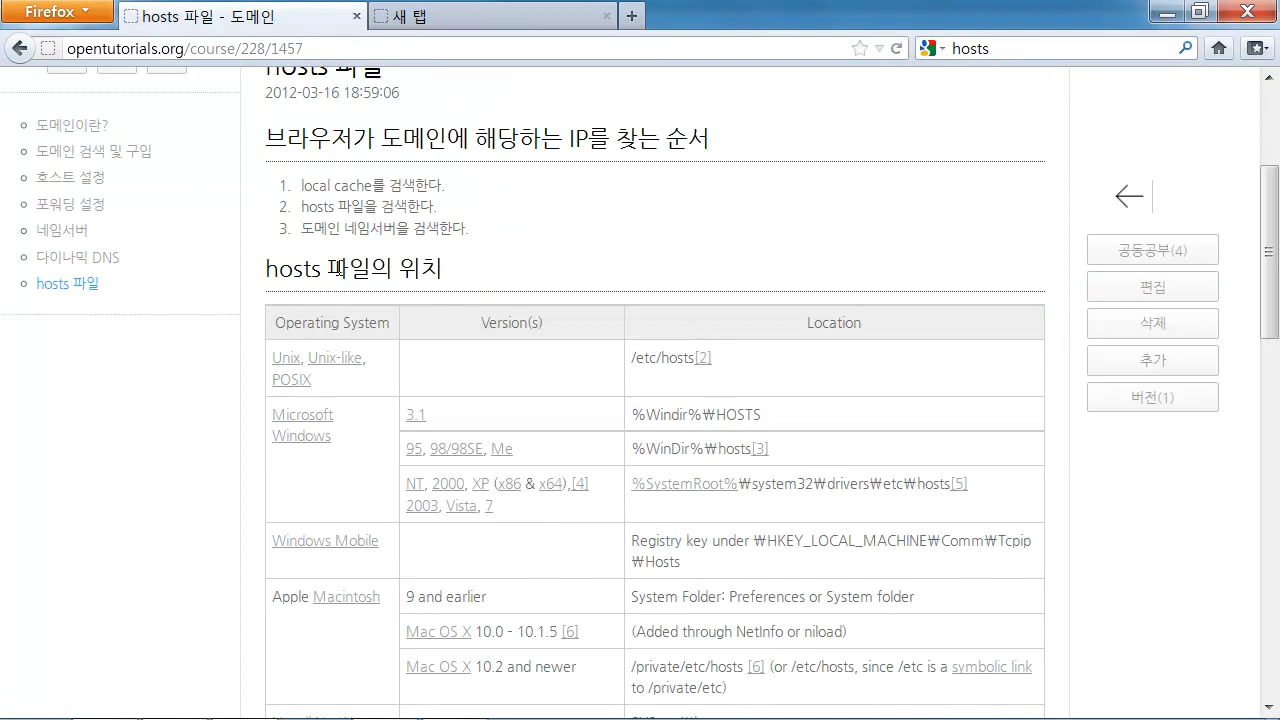 Firefox
hosts 파일 - 도메인
새 탭
opentutorials.org/course/228/1457
hosts
hosts 파일
2012-03-16 18:59:06
도메인이란?
도메인 검색 및 구입
호스트 설정
포워딩 설정
네임서버
다이나믹 DNS
hosts 파일
브라우저가 도메인에 해당하는 IP를 찾는 순서
1. local cache를 검색한다.
2. hosts 파일을 검색한다.
3. 도메인 네임서버를 검색한다.
hosts 파일의 위치
Operating System Version(s) Location
Unix, Unix-like, /etc/hosts[2]
POSIX
Microsoft 3.1 %Windir%₩HOSTS
Windows
95, 98/98SE, Me %WinDir%₩hosts[3]
NT, 2000, XP (x86 & x64),[4] %SystemRoot%₩system32₩drivers₩etc₩hosts[5]
2003, Vista, 7
Windows Mobile Registry key under ₩HKEY_LOCAL_MACHINE₩Comm₩Tcpip
₩Hosts
Apple Macintosh 9 and earlier System Folder: Preferences or System folder
Mac OS X 10.0 – 10.1.5 [6] (Added through NetInfo or niload)
Mac OS X 10.2 and newer /private/etc/hosts [6] (or /etc/hosts, since /etc is a symbolic link
to /private/etc)
공동공부(4)
편집
삭제
추가
버전(1)